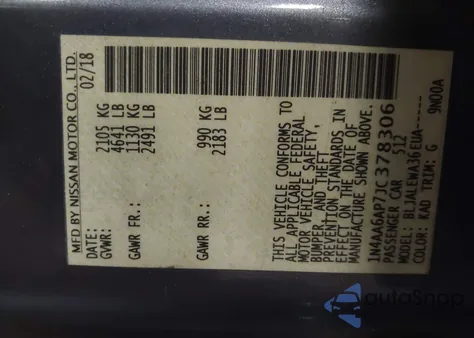 MFD BY NISSAN MOTOR CO., LTD.
DATE: 02/18
GVWR: 2105 KG
4641 LB
GAWR FR.: 1130 KG
2491 LB
GAWR RR.: 990 KG
2183 LB
THIS VEHICLE CONFORMS TO
ALL APPLICABLE FEDERAL
MOTOR VEHICLE SAFETY,
BUMPER, AND THEFT
PREVENTION STANDARDS IN
EFFECT ON THE DATE OF
MANUFACTURE SHOWN ABOVE.
1N4AA6AP7JC378306
PASSENGER CAR 512
MODEL: BLJALEWA36EUA----- 9N00A
COLOR: KAD TRIM: G
autoSnap